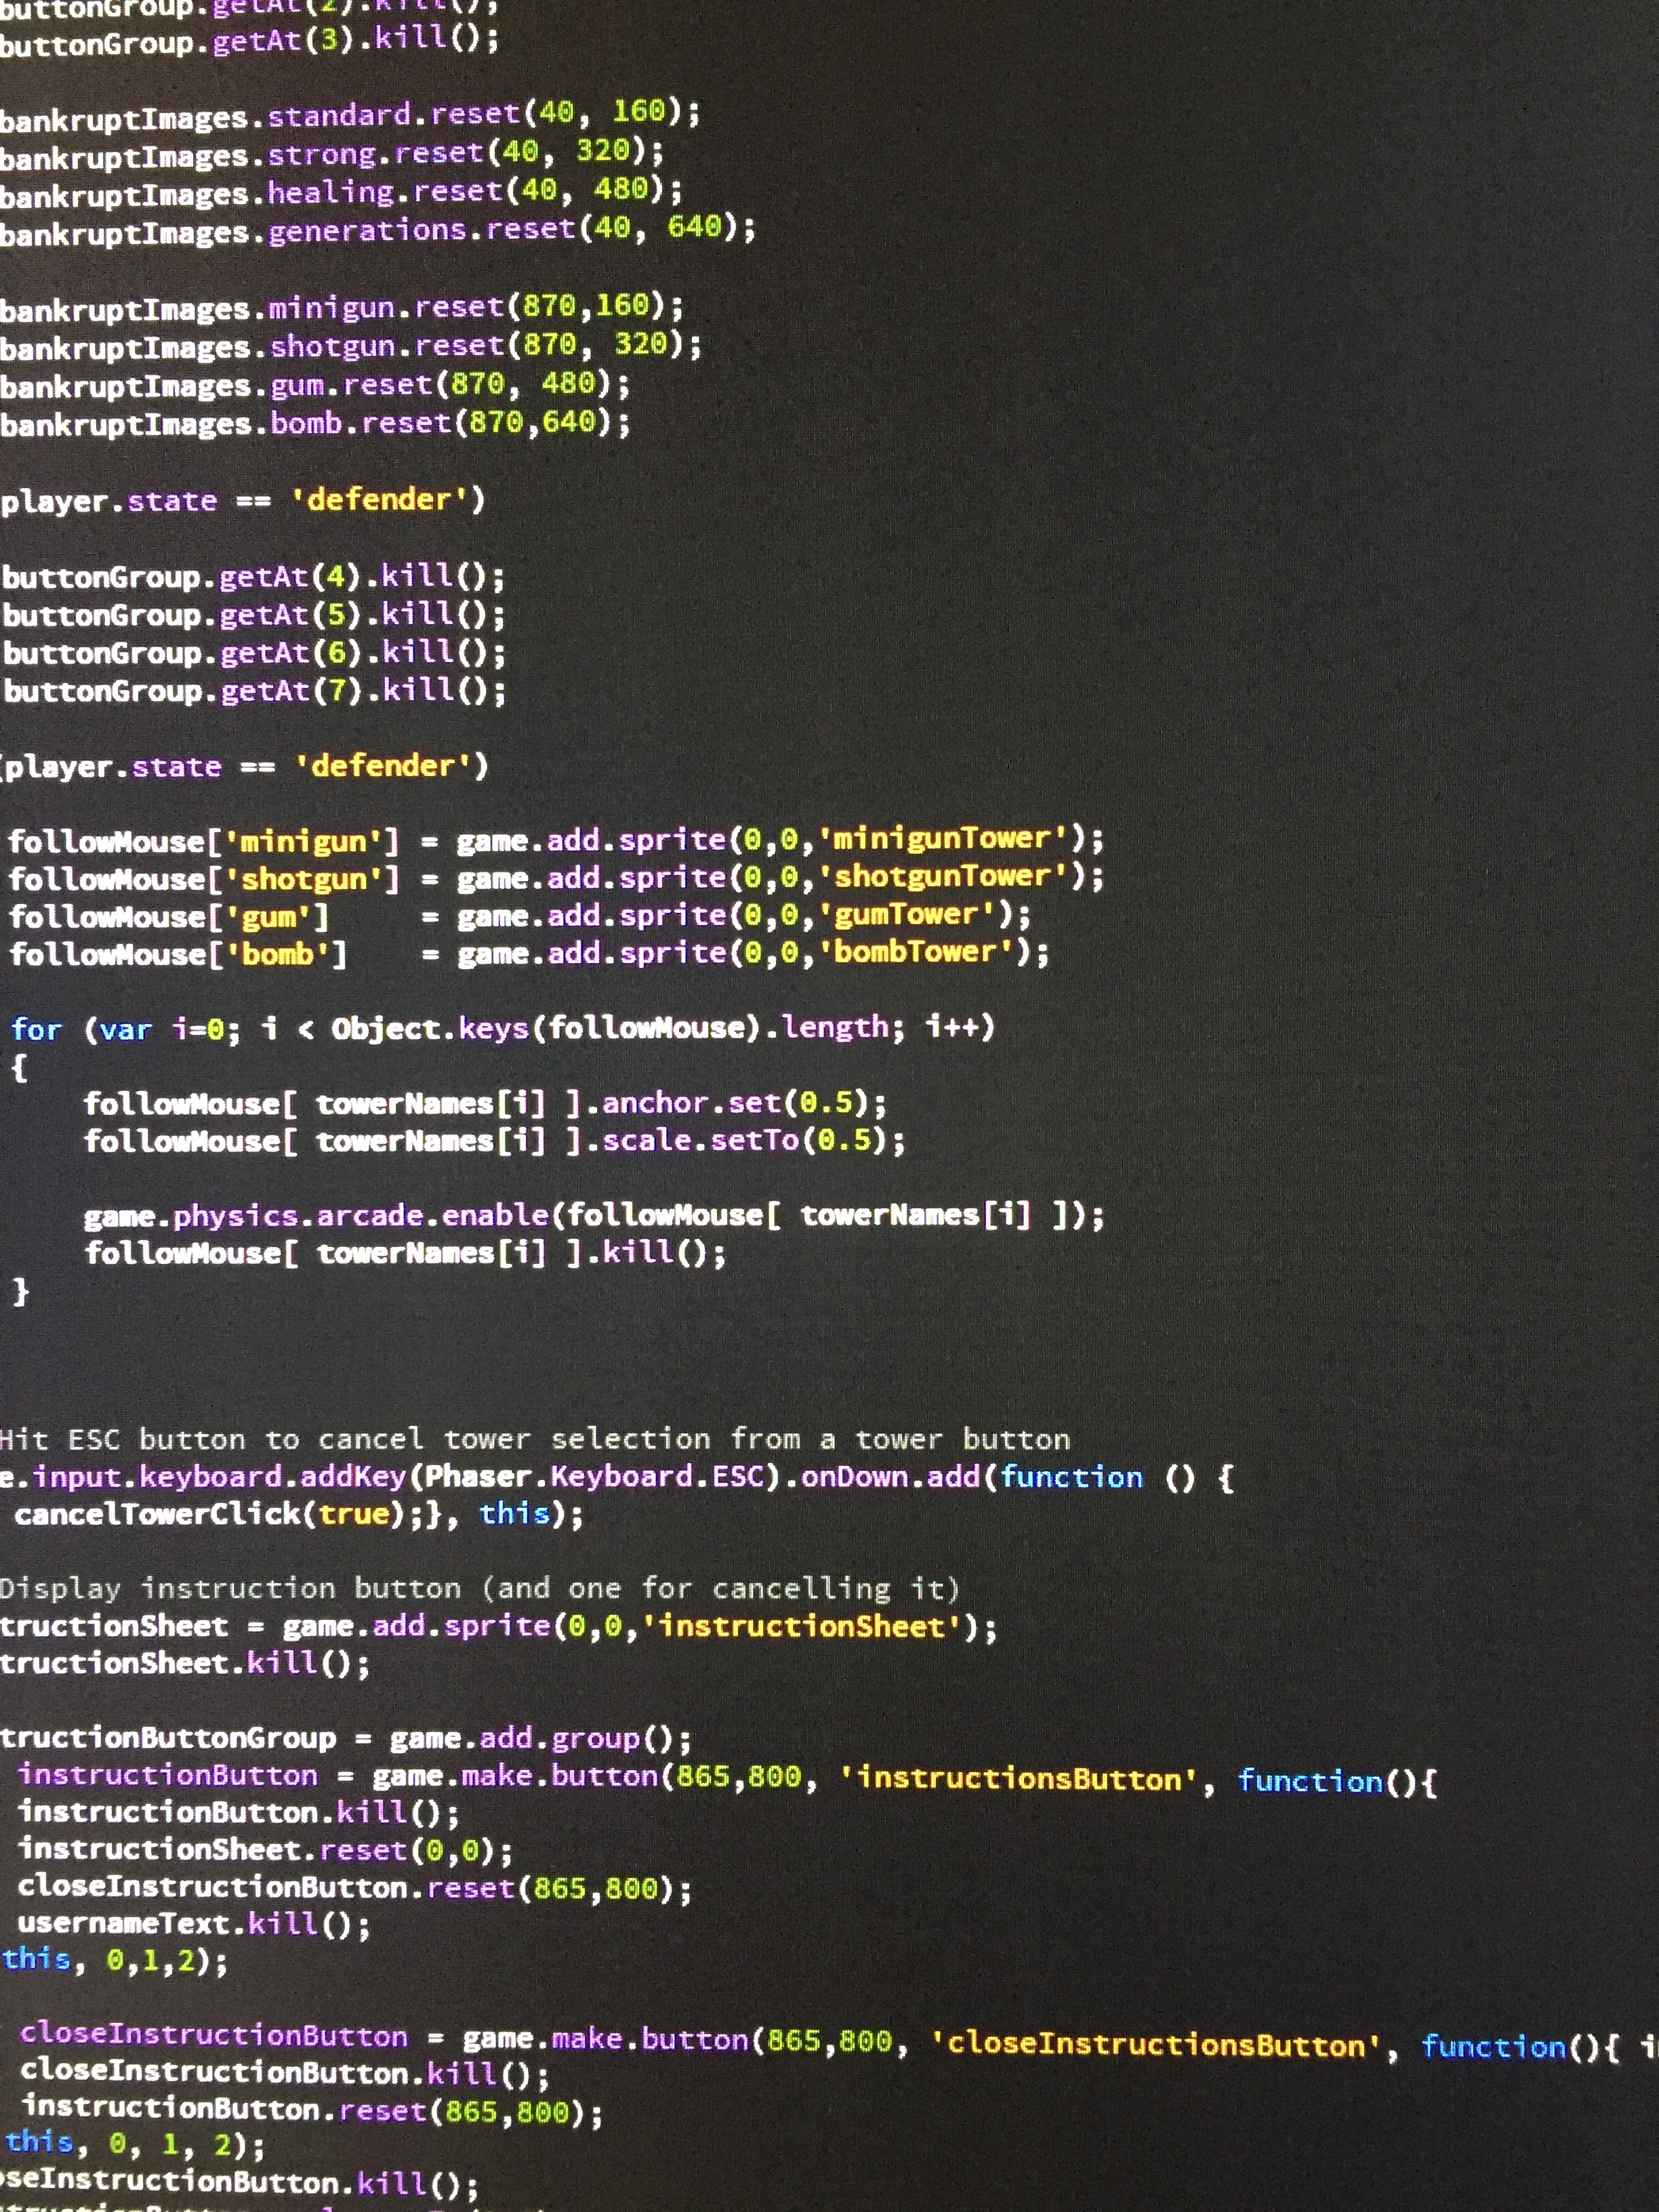 buttonGroup.getAt(2).kill();
buttonGroup.getAt(3).kill();
bankruptImages.standard.reset(40, 160);
bankruptImages.strong.reset(40, 320);
bankruptImages.healing.reset(40, 480);
bankruptImages.generations.reset(40, 640);
bankruptImages.minigun.reset(870,160);
bankruptImages.shotgun.reset(870, 320);
bankruptImages.gum.reset(870, 480);
bankruptImages.bomb.reset(870,640);
player.state == 'defender')
buttonGroup.getAt(4).kill();
buttonGroup.getAt(5).kill();
buttonGroup.getAt(6).kill();
buttonGroup.getAt(7).kill();
(player.state == 'defender')
followMouse['minigun'] = game.add.sprite(0,0,'minigunTower');
followMouse['shotgun'] = game.add.sprite(0,0,'shotgunTower');
followMouse['gum']     = game.add.sprite(0,0,'gumTower');
followMouse['bomb']    = game.add.sprite(0,0,'bombTower');
for (var i=0; i < Object.keys(followMouse).length; i++)
{
followMouse[ towerNames[i] ].anchor.set(0.5);
followMouse[ towerNames[i] ].scale.setTo(0.5);
game.physics.arcade.enable(followMouse[ towerNames[i] ]);
followMouse[ towerNames[i] ].kill();
}
Hit ESC button to cancel tower selection from a tower button
e.input.keyboard.addKey(Phaser.Keyboard.ESC).onDown.add(function () {
cancelTowerClick(true);}, this);
Display instruction button (and one for cancelling it)
tructionSheet = game.add.sprite(0,0,'instructionSheet');
tructionSheet.kill();
tructionButtonGroup = game.add.group();
instructionButton = game.make.button(865,800, 'instructionsButton', function(){
instructionButton.kill();
instructionSheet.reset(0,0);
closeInstructionButton.reset(865,800);
usernameText.kill();
this, 0,1,2);
closeInstructionButton = game.make.button(865,800, 'closeInstructionsButton', function(){ i
closeInstructionButton.kill();
instructionButton.reset(865,800);
this, 0, 1, 2);
oseInstructionButton.kill();